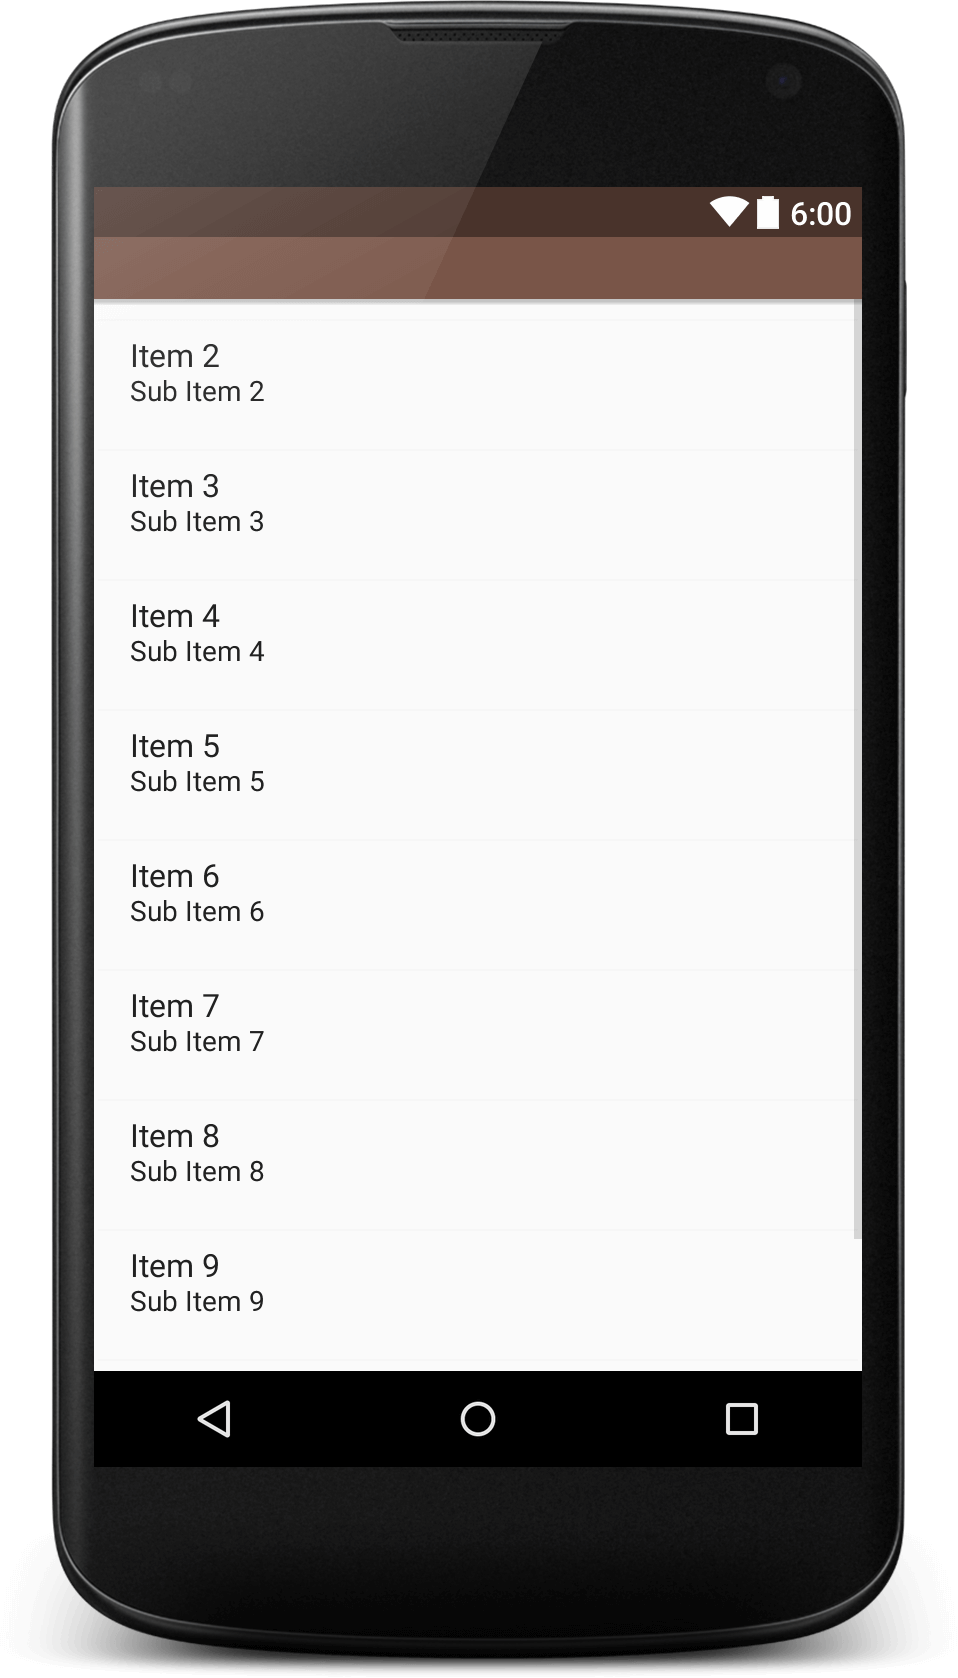 6:00
Item 2
Sub Item 2
Item 3
Sub Item 3
Item 4
Sub Item 4
Item 5
Sub Item 5
Item 6
Sub Item 6
Item 7
Sub Item 7
Item 8
Sub Item 8
Item 9
Sub Item 9